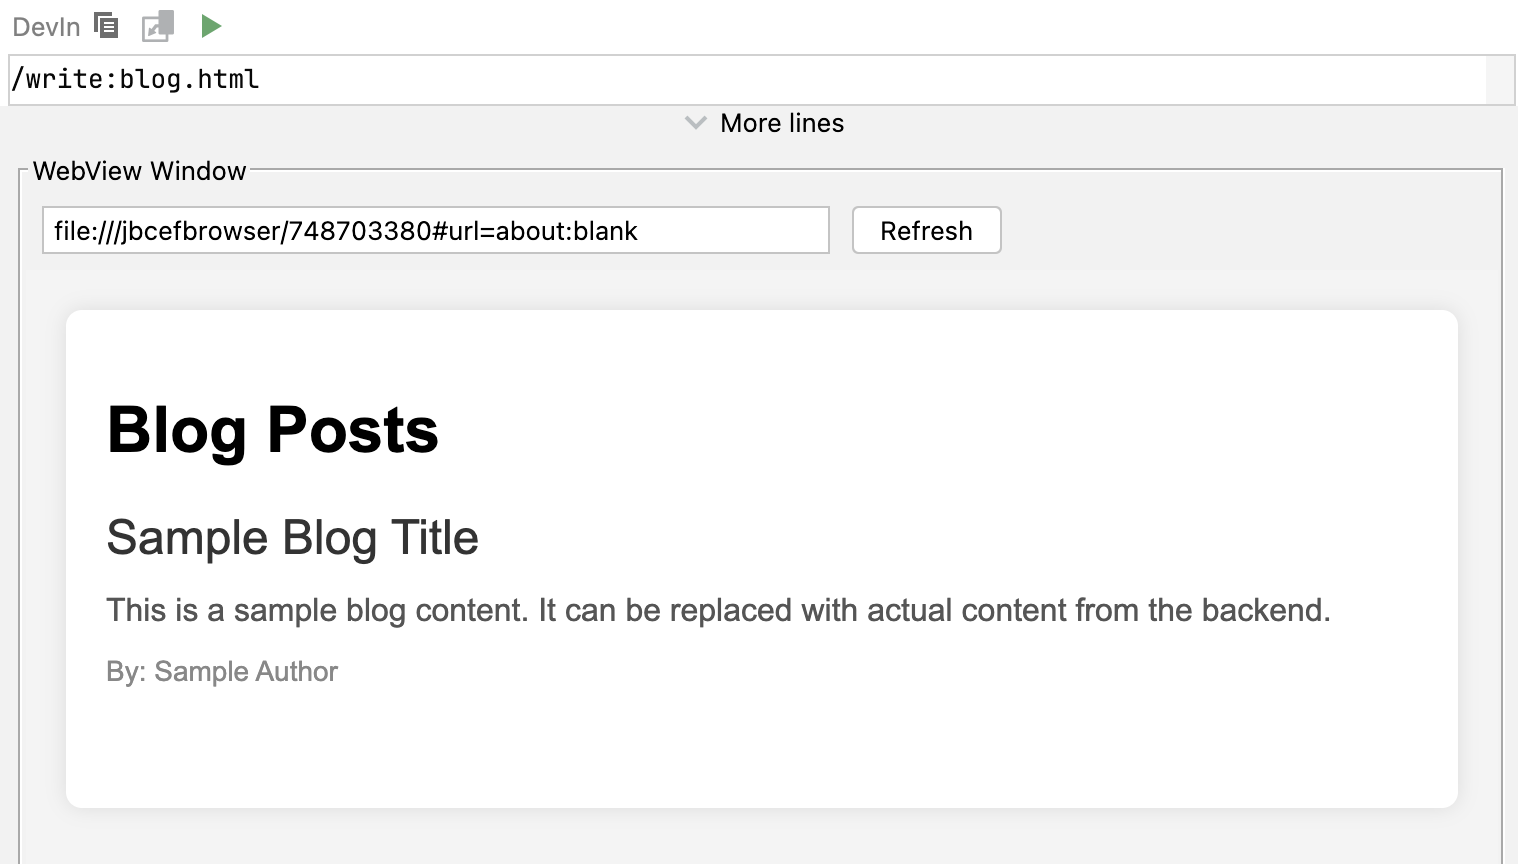 DevIn
/write:blog.html
More lines
WebView Window
file:///jbcefbrowser/748703380#url=about:blank Refresh
Blog Posts
Sample Blog Title
This is a sample blog content. It can be replaced with actual content from the backend.
By: Sample Author